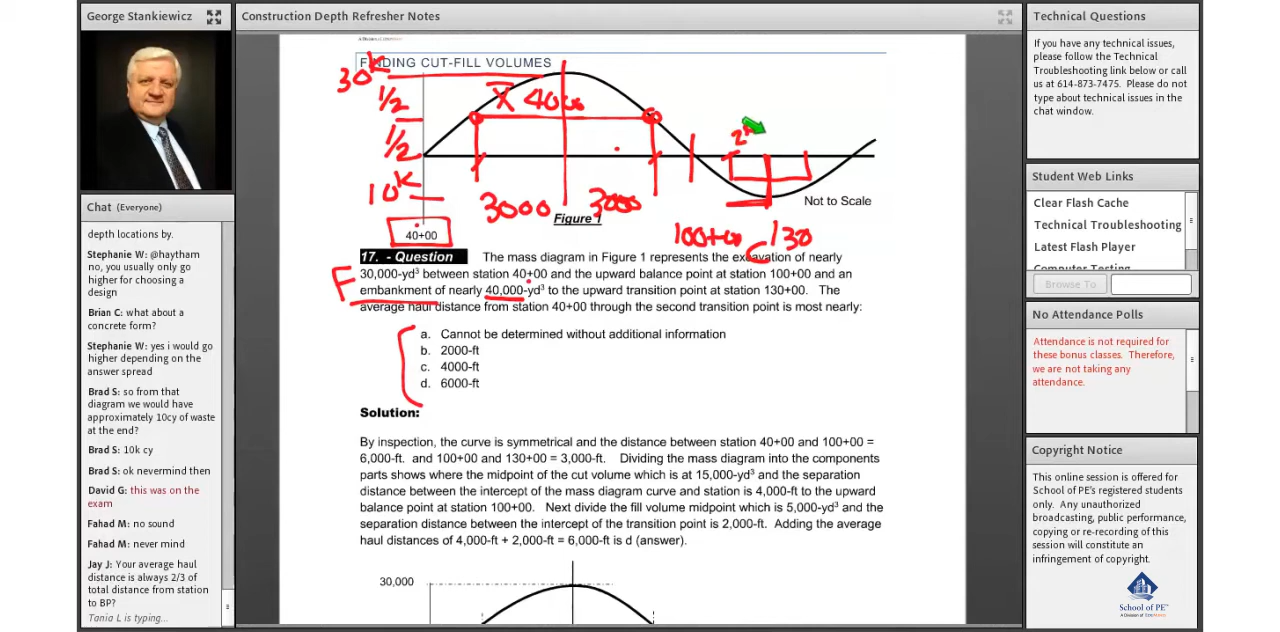 George Stankiewicz
Construction Depth Refresher Notes
Technical Questions
If you have any technical issues,
please follow the Technical
Troubleshooting link below or call
us at 614-873-7475. Please do not
type about technical issues in the
chat window.
Student Web Links
Clear Flash Cache
Technical Troubleshooting
Latest Flash Player
Computer Testing
Browse To
No Attendance Polls
Attendance is not required for
these bonus classes. Therefore,
we are not taking any
attendance.
Copyright Notice
This online session is offered for
School of PE's registered students
only. Any unauthorized
broadcasting, public performance,
copying or re-recording of this
session will constitute an
infringement of copyright.
School of PE
Chat (Everyone)
depth locations by.
Stephanie W: @haytham
no, you usually only go
higher for choosing a
design
Brian C: what about a
concrete form?
Stephanie W: yes i would go
higher depending on the
answer spread
Brad S: so from that
diagram we would have
approximately 10cy of waste
at the end?
Brad S: 10k cy
Brad S: ok nevermind then
David G: this was on the
exam
Fahad M: no sound
Fahad M: never mind
Jay J: Your average haul
distance is always 2/3 of
total distance from station
to BP?
Tania L is typing...
FINDING CUT-FILL VOLUMES
30K
1/2
X 4000
1/2
2K
10K
3000 3000
Not to Scale
Figure 1
40+00
100+00 130
C
17. - Question The mass diagram in Figure 1 represents the excavation of nearly
30,000-yd³ between station 40+00 and the upward balance point at station 100+00 and an
F embankment of nearly 40,000-yd³ to the upward transition point at station 130+00. The
average haul distance from station 40+00 through the second transition point is most nearly:
a. Cannot be determined without additional information
b. 2000-ft
c. 4000-ft
d. 6000-ft
Solution:
By inspection, the curve is symmetrical and the distance between station 40+00 and 100+00 =
6,000-ft. and 100+00 and 130+00 = 3,000-ft. Dividing the mass diagram into the components
parts shows where the midpoint of the cut volume which is at 15,000-yd³ and the separation
distance between the intercept of the mass diagram curve and station is 4,000-ft to the upward
balance point at station 100+00. Next divide the fill volume midpoint which is 5,000-yd³ and the
separation distance between the intercept of the transition point is 2,000-ft. Adding the average
haul distances of 4,000-ft + 2,000-ft = 6,000-ft is d (answer).
30,000